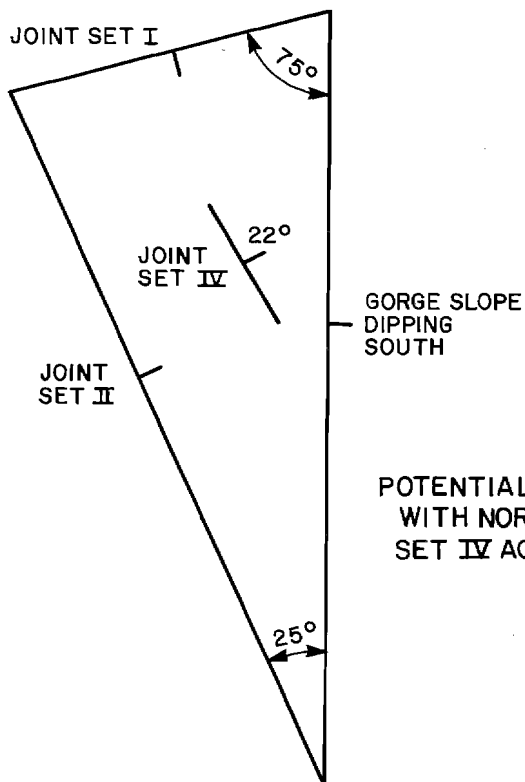 JOINT SET I
75°
22°
JOINT
SET IV
GORGE SLOPE
DIPPING
SOUTH
JOINT
SET II
POTENTIAL
WITH NOR
SET IV AC
25°